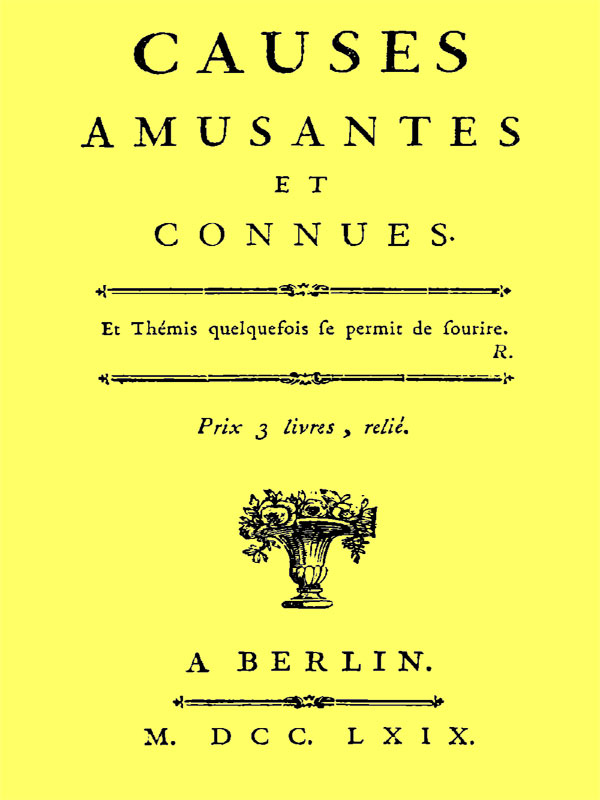 CAUSES
AMUSANTES
ET
CONNUES.
Et Thémis quelquefois ſe permit de ſourire.
R.
Prix 3 livres, relié.
A BERLIN.
M. DCC. LXIX.